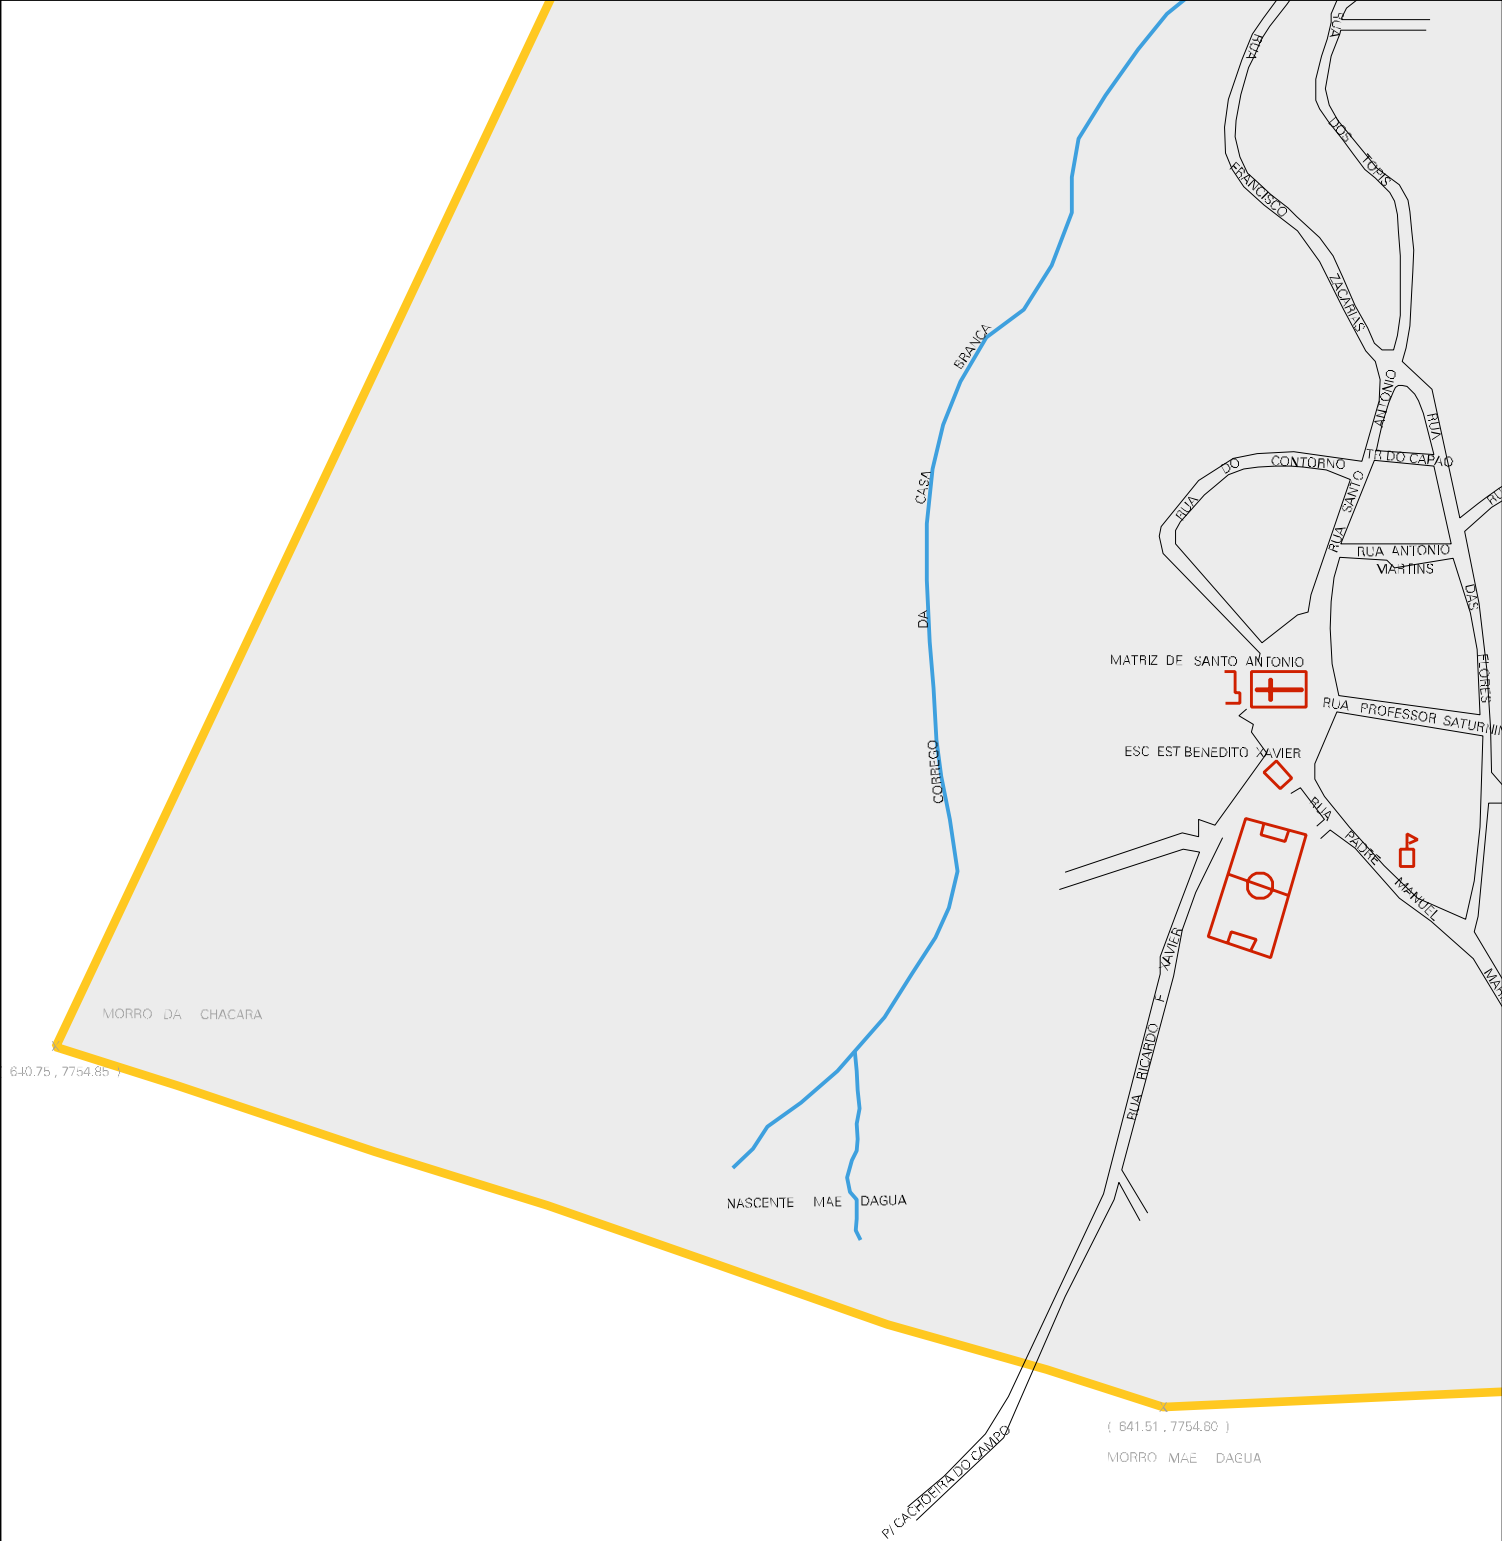 RUA FRANCISCO ZACARIAS
RUA DOS TOPIS
CORREGO DA CASA BRANCA
RUA SANTO ANTONIO
RUA DO CONTORNO
TR DO CAPAO
RUA DAS FLORES
RUA ANTONIO
MARTINS
MATRIZ DE SANTO ANTONIO
RUA PROFESSOR SATURNIN
ESC EST BENEDITO XAVIER
RUA PADRE MANUEL
RUA RICARDO F XAVIER
MORRO DA CHACARA
640.75 , 7754.85 )
NASCENTE MAE DAGUA
( 641.51 , 7754.60 )
MORRO MAE DAGUA
P/ CACHOEIRA DO CAMPO